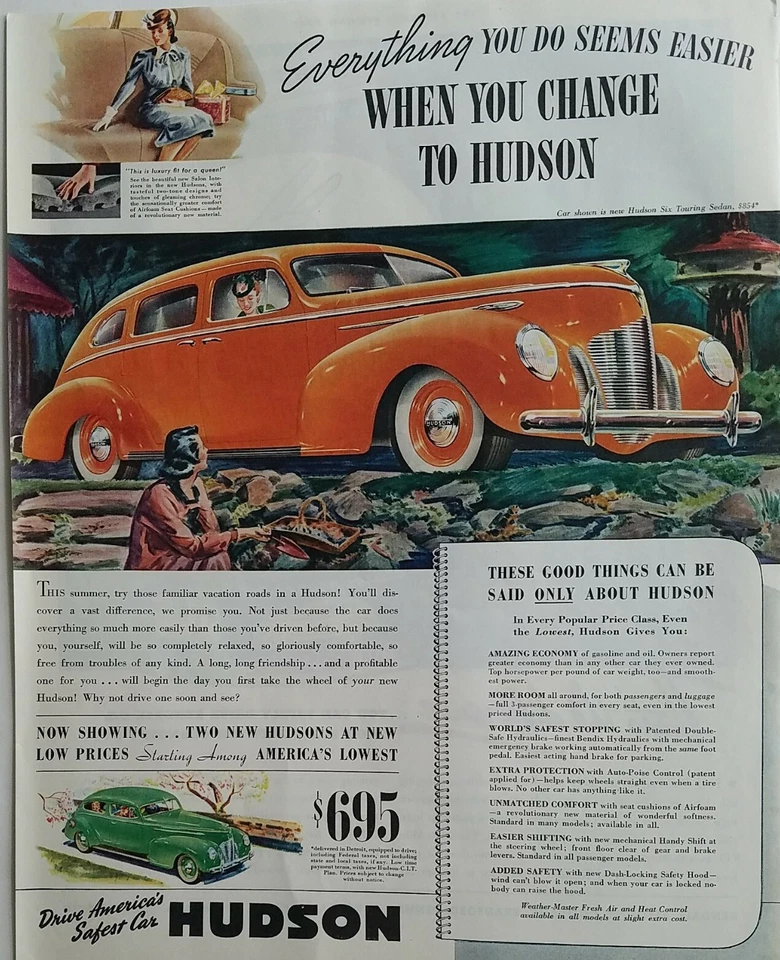 Everything YOU DO SEEMS EASIER
WHEN YOU CHANGE
TO HUDSON
"This is luxury fit for a queen!"
See the beautiful new Salon Inte-
riors in the new Hudsons, with
tasteful two-tone designs and
touches of gleaming chrome; try
the sensationally greater comfort
of Airfoam Seat Cushions—made
of a revolutionary new material.
Car shown is new Hudson Six Touring Sedan, $854*
HUDSON
THIS summer, try those familiar vacation roads in a Hudson! You'll dis-
cover a vast difference, we promise you. Not just because the car does
everything so much more easily than those you've driven before, but because
you, yourself, will be so completely relaxed, so gloriously comfortable, so
free from troubles of any kind. A long, long friendship . . . and a profitable
one for you . . . will begin the day you first take the wheel of your new
Hudson! Why not drive one soon and see?
NOW SHOWING . . . TWO NEW HUDSONS AT NEW
LOW PRICES Starting Among AMERICA'S LOWEST
$695
*delivered in Detroit, equipped to drive;
including Federal taxes, not including
state and local taxes, if any. Low time
payment terms, with new Hudson-C.I.T.
Plan. Prices subject to change
without notice.
Drive America's
Safest Car
HUDSON
THESE GOOD THINGS CAN BE
SAID ONLY ABOUT HUDSON
In Every Popular Price Class, Even
the Lowest, Hudson Gives You:
AMAZING ECONOMY of gasoline and oil. Owners report
greater economy than in any other car they ever owned.
Top horsepower per pound of car weight, too—and smooth-
est power.
MORE ROOM all around, for both passengers and luggage
—full 3-passenger comfort in every seat, even in the lowest
priced Hudsons.
WORLD'S SAFEST STOPPING with Patented Double-
Safe Hydraulics—finest Bendix Hydraulics with mechanical
emergency brake working automatically from the same foot
pedal. Easiest acting hand brake for parking.
EXTRA PROTECTION with Auto-Poise Control (patent
applied for)—helps keep wheels straight even when a tire
blows. No other car has anything like it.
UNMATCHED COMFORT with seat cushions of Airfoam
—a revolutionary new material of wonderful softness.
Standard in many models; available in all.
EASIER SHIFTING with new mechanical Handy Shift at
the steering wheel; front floor clear of gear and brake
levers. Standard in all passenger models.
ADDED SAFETY with new Dash-Locking Safety Hood—
wind can't blow it open; and when your car is locked no-
body can raise the hood.
Weather-Master Fresh Air and Heat Control
available in all models at slight extra cost.